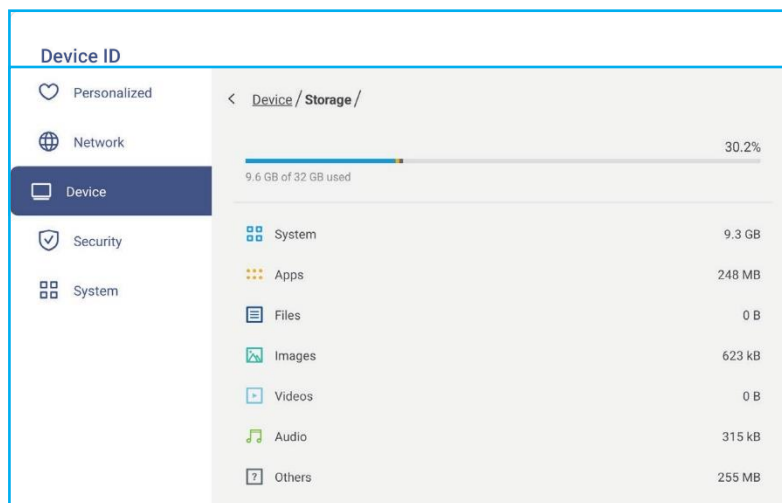 Device ID
Personalized
Network
Device
Security
System
< Device / Storage /
30.2%
9.6 GB of 32 GB used
System 9.3 GB
Apps 248 MB
Files 0 B
Images 623 kB
Videos 0 B
Audio 315 kB
? Others 255 MB